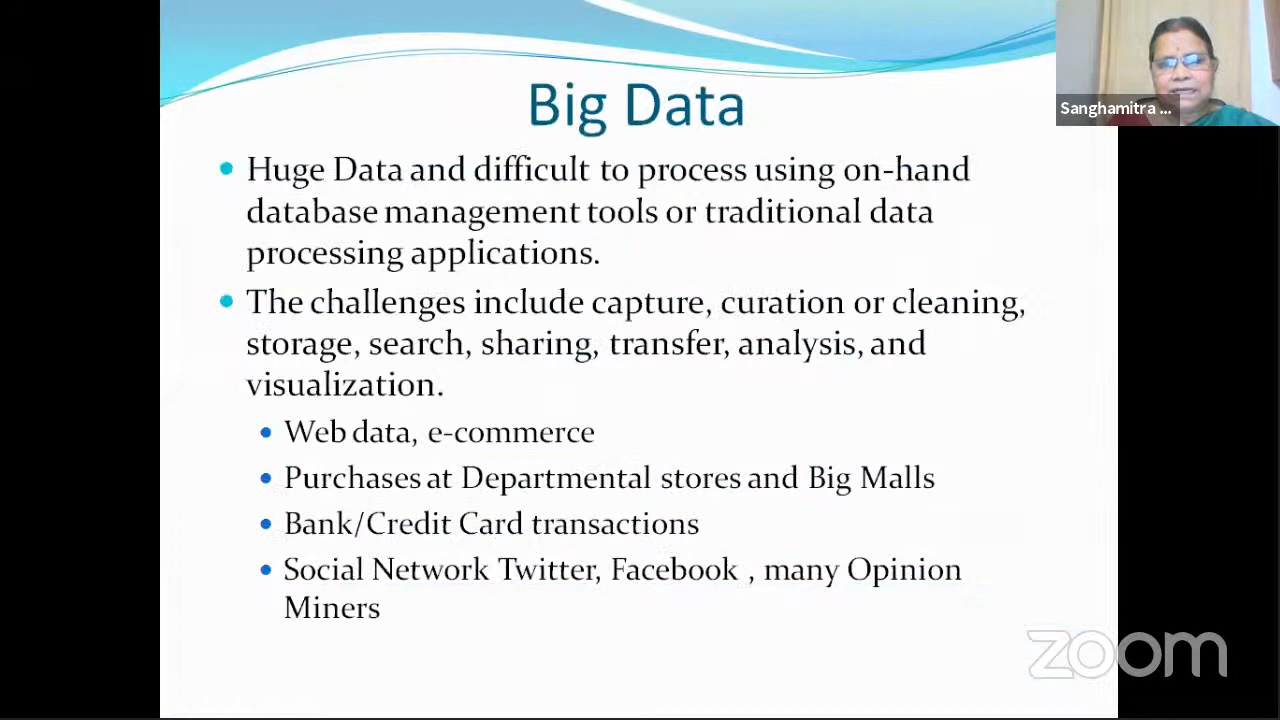 Big Data
Sanghamitra ...
Huge Data and difficult to process using on-hand
database management tools or traditional data
processing applications.
The challenges include capture, curation or cleaning,
storage, search, sharing, transfer, analysis, and
visualization.
Web data, e-commerce
Purchases at Departmental stores and Big Malls
Bank/Credit Card transactions
Social Network Twitter, Facebook , many Opinion
Miners
zoom